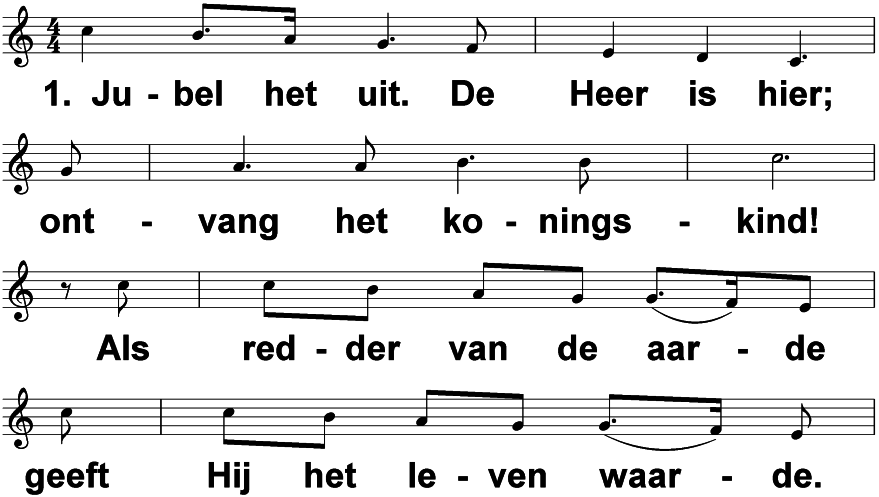 1. Ju - bel het uit. De Heer is hier;
ont - vang het ko - nings - kind!
Als red - der van de aar - de
geeft Hij het le - ven waar - de.